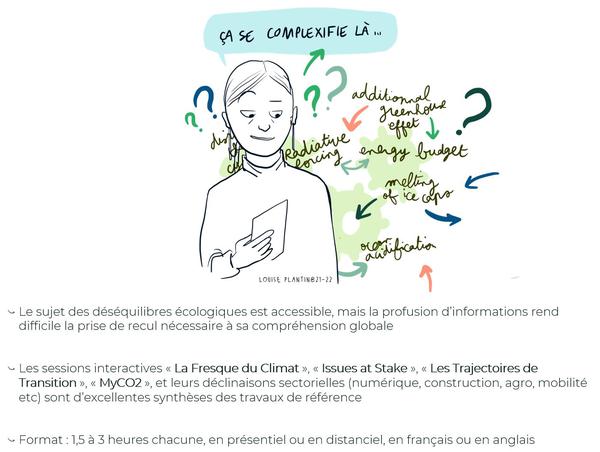 ÇA SE COMPLEXIFIE LÀ ...
additionnal
greenhouse
effet
Radiative
forcing
energy budget
melting
of ice caps
ocean
acidification
LOUISE PLANTIN@21-22
Le sujet des déséquilibres écologiques est accessible, mais la profusion d'informations rend
difficile la prise de recul nécessaire à sa compréhension globale
Les sessions interactives « La Fresque du Climat », « Issues at Stake », « Les Trajectoires de
Transition », « MyCO2 », et leurs déclinaisons sectorielles (numérique, construction, agro, mobilité
etc) sont d'excellentes synthèses des travaux de référence
Format : 1,5 à 3 heures chacune, en présentiel ou en distanciel, en français ou en anglais